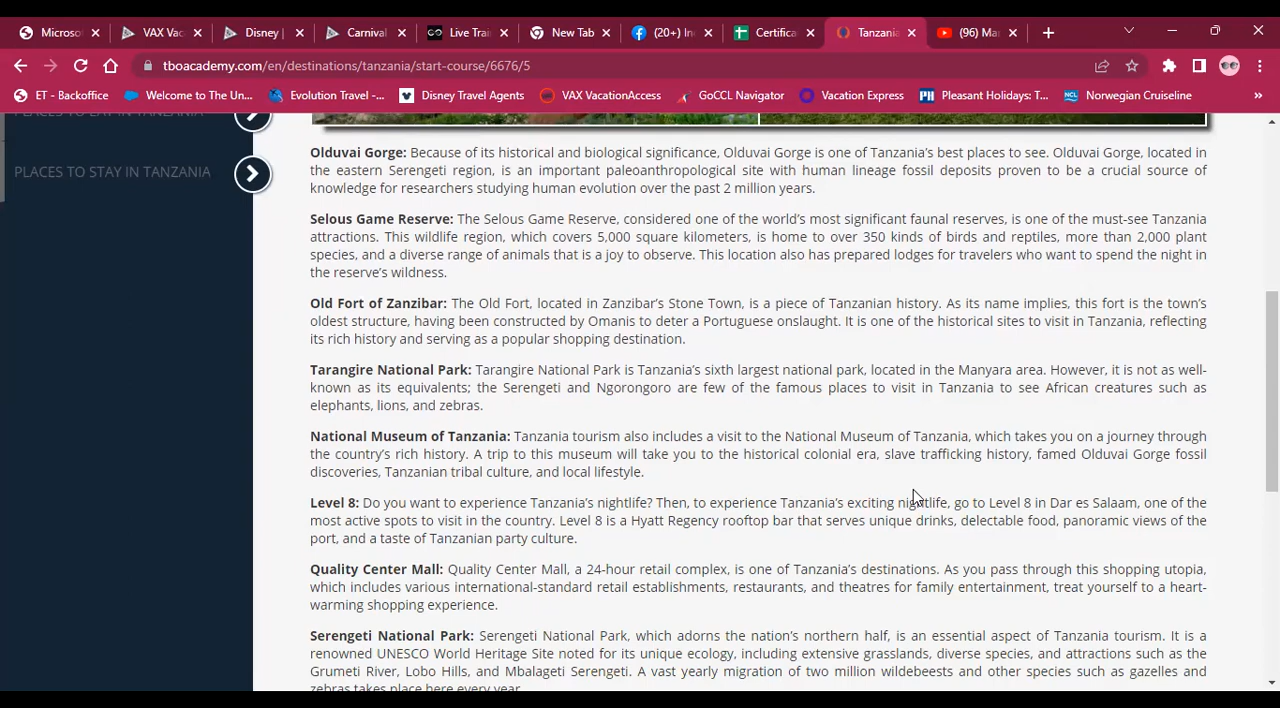 Microso
VAX Vac
Disney |
Carnival
Live Trai
New Tab
(20+) In
Certifica
Tanzania
(96) Ma
tboacademy.com/en/destinations/tanzania/start-course/6676/5
ET - Backoffice
Welcome to The Un...
Evolution Travel -...
Disney Travel Agents
VAX VacationAccess
GoCCL Navigator
Vacation Express
Pleasant Holidays: T...
Norwegian Cruiseline
»
PLACES TO STAY IN TANZANIA
Olduvai Gorge: Because of its historical and biological significance, Olduvai Gorge is one of Tanzania's best places to see. Olduvai Gorge, located in
the eastern Serengeti region, is an important paleoanthropological site with human lineage fossil deposits proven to be a crucial source of
knowledge for researchers studying human evolution over the past 2 million years.
Selous Game Reserve: The Selous Game Reserve, considered one of the world's most significant faunal reserves, is one of the must-see Tanzania
attractions. This wildlife region, which covers 5,000 square kilometers, is home to over 350 kinds of birds and reptiles, more than 2,000 plant
species, and a diverse range of animals that is a joy to observe. This location also has prepared lodges for travelers who want to spend the night in
the reserve's wildness.
Old Fort of Zanzibar: The Old Fort, located in Zanzibar's Stone Town, is a piece of Tanzanian history. As its name implies, this fort is the town's
oldest structure, having been constructed by Omanis to deter a Portuguese onslaught. It is one of the historical sites to visit in Tanzania, reflecting
its rich history and serving as a popular shopping destination.
Tarangire National Park: Tarangire National Park is Tanzania's sixth largest national park, located in the Manyara area. However, it is not as well-
known as its equivalents; the Serengeti and Ngorongoro are few of the famous places to visit in Tanzania to see African creatures such as
elephants, lions, and zebras.
National Museum of Tanzania: Tanzania tourism also includes a visit to the National Museum of Tanzania, which takes you on a journey through
the country's rich history. A trip to this museum will take you to the historical colonial era, slave trafficking history, famed Olduvai Gorge fossil
discoveries, Tanzanian tribal culture, and local lifestyle.
Level 8: Do you want to experience Tanzania's nightlife? Then, to experience Tanzania's exciting nightlife, go to Level 8 in Dar es Salaam, one of the
most active spots to visit in the country. Level 8 is a Hyatt Regency rooftop bar that serves unique drinks, delectable food, panoramic views of the
port, and a taste of Tanzanian party culture.
Quality Center Mall: Quality Center Mall, a 24-hour retail complex, is one of Tanzania's destinations. As you pass through this shopping utopia,
which includes various international-standard retail establishments, restaurants, and theatres for family entertainment, treat yourself to a heart-
warming shopping experience.
Serengeti National Park: Serengeti National Park, which adorns the nation's northern half, is an essential aspect of Tanzania tourism. It is a
renowned UNESCO World Heritage Site noted for its unique ecology, including extensive grasslands, diverse species, and attractions such as the
Grumeti River, Lobo Hills, and Mbalageti Serengeti. A vast yearly migration of two million wildebeests and other species such as gazelles and
zebras takes place here every year.